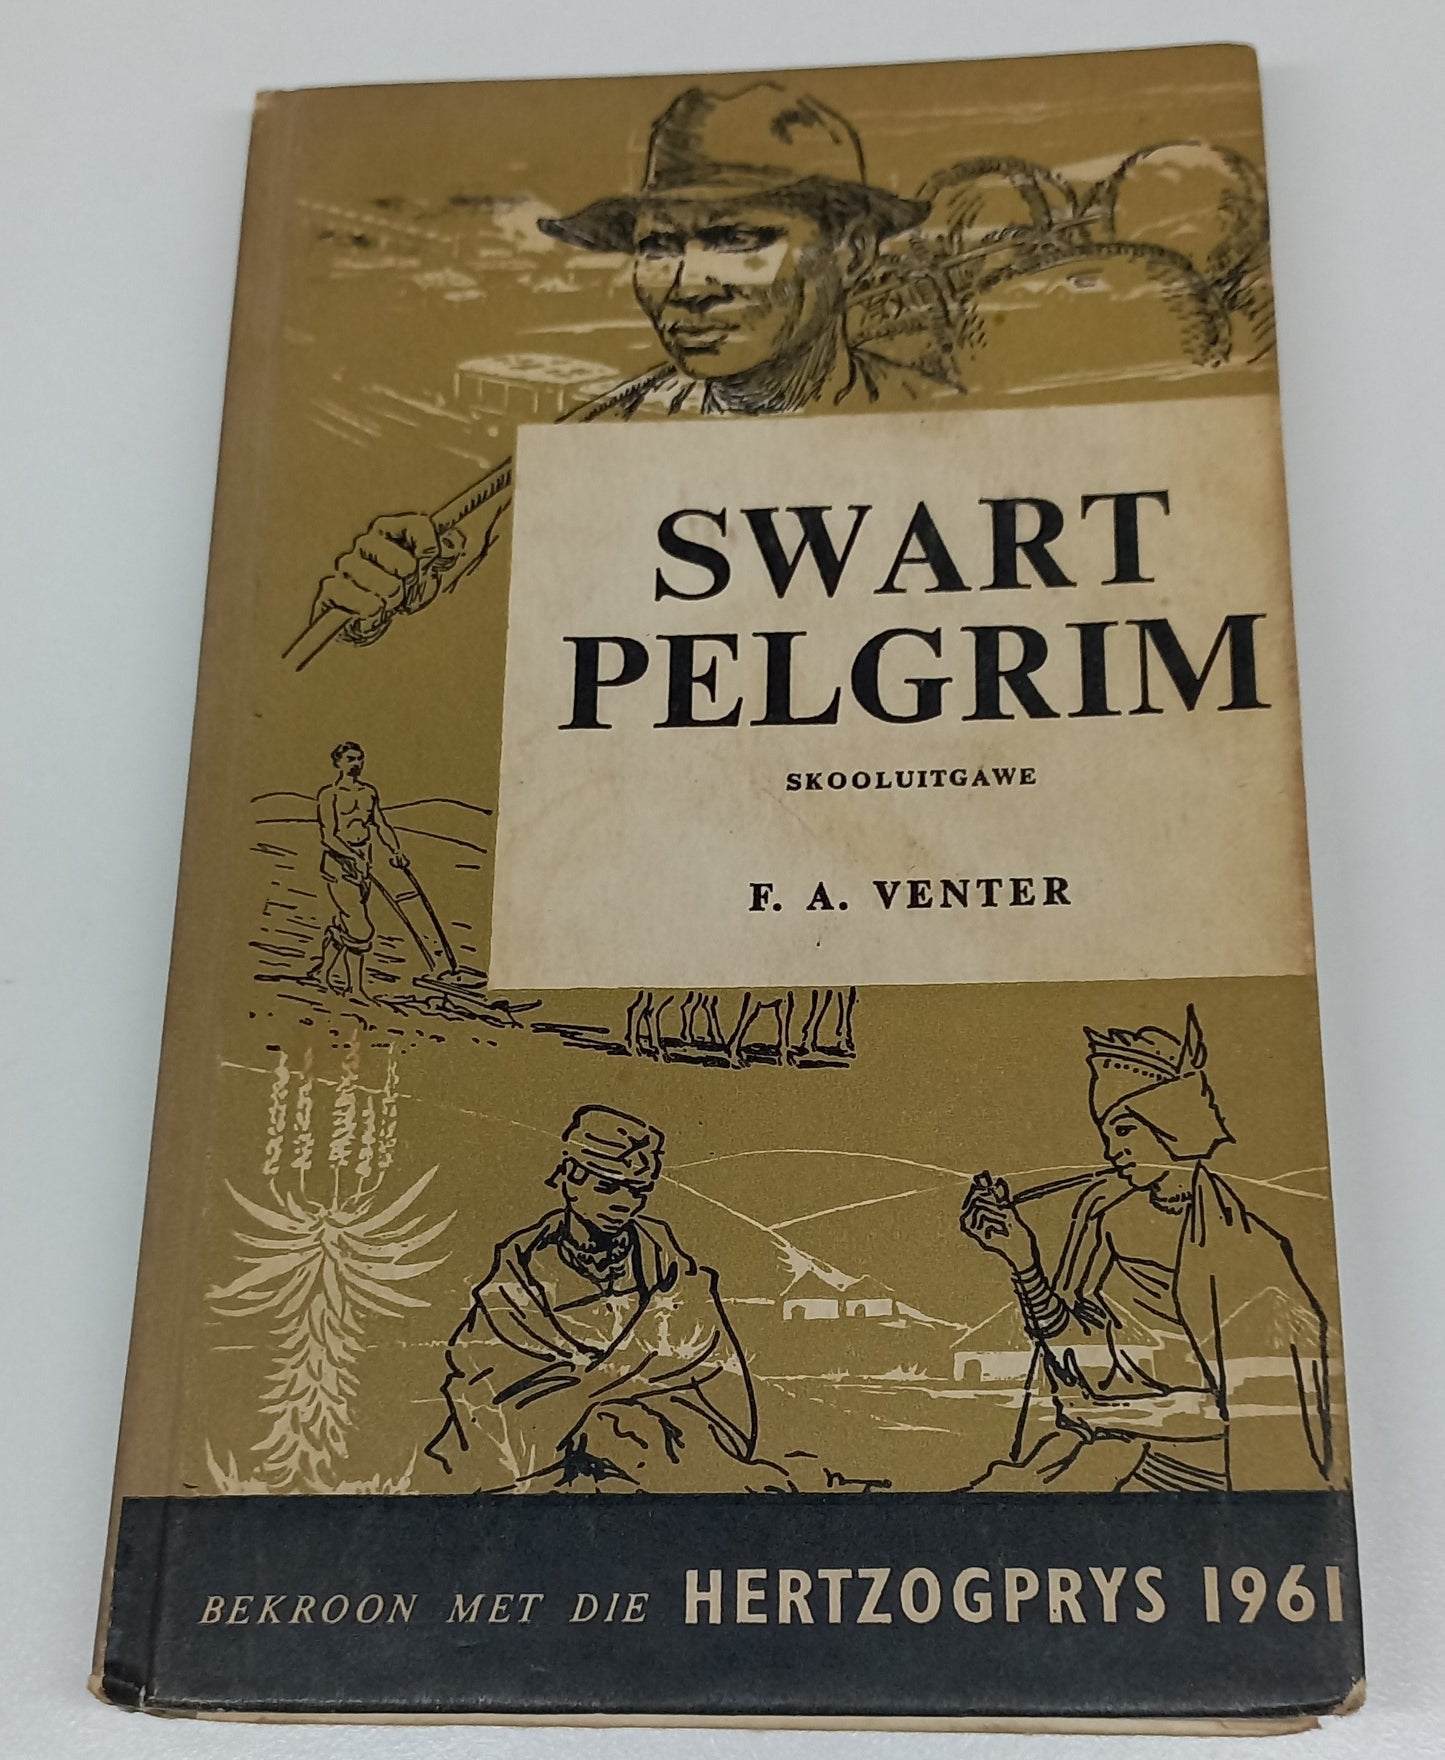 SWART
PELGRIM
SKOOLUITGAWE
F. A. VENTER
BEKROON MET DIE HERTZOGPRYS 1961